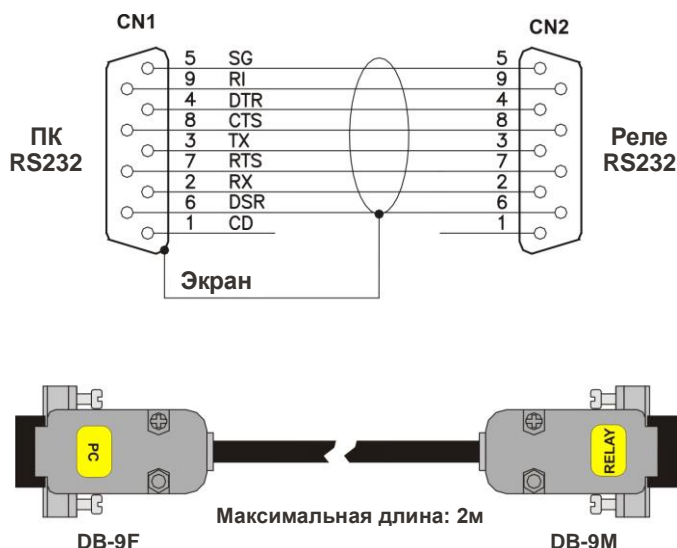 CN1
CN2
5 SG 5
9 RI 9
4 DTR 4
8 CTS 8
3 TX 3
7 RTS 7
2 RX 2
6 DSR 6
1 CD 1
ПК
RS232
Реле
RS232
Экран
PC
RELAY
Максимальная длина: 2м
DB-9F
DB-9M